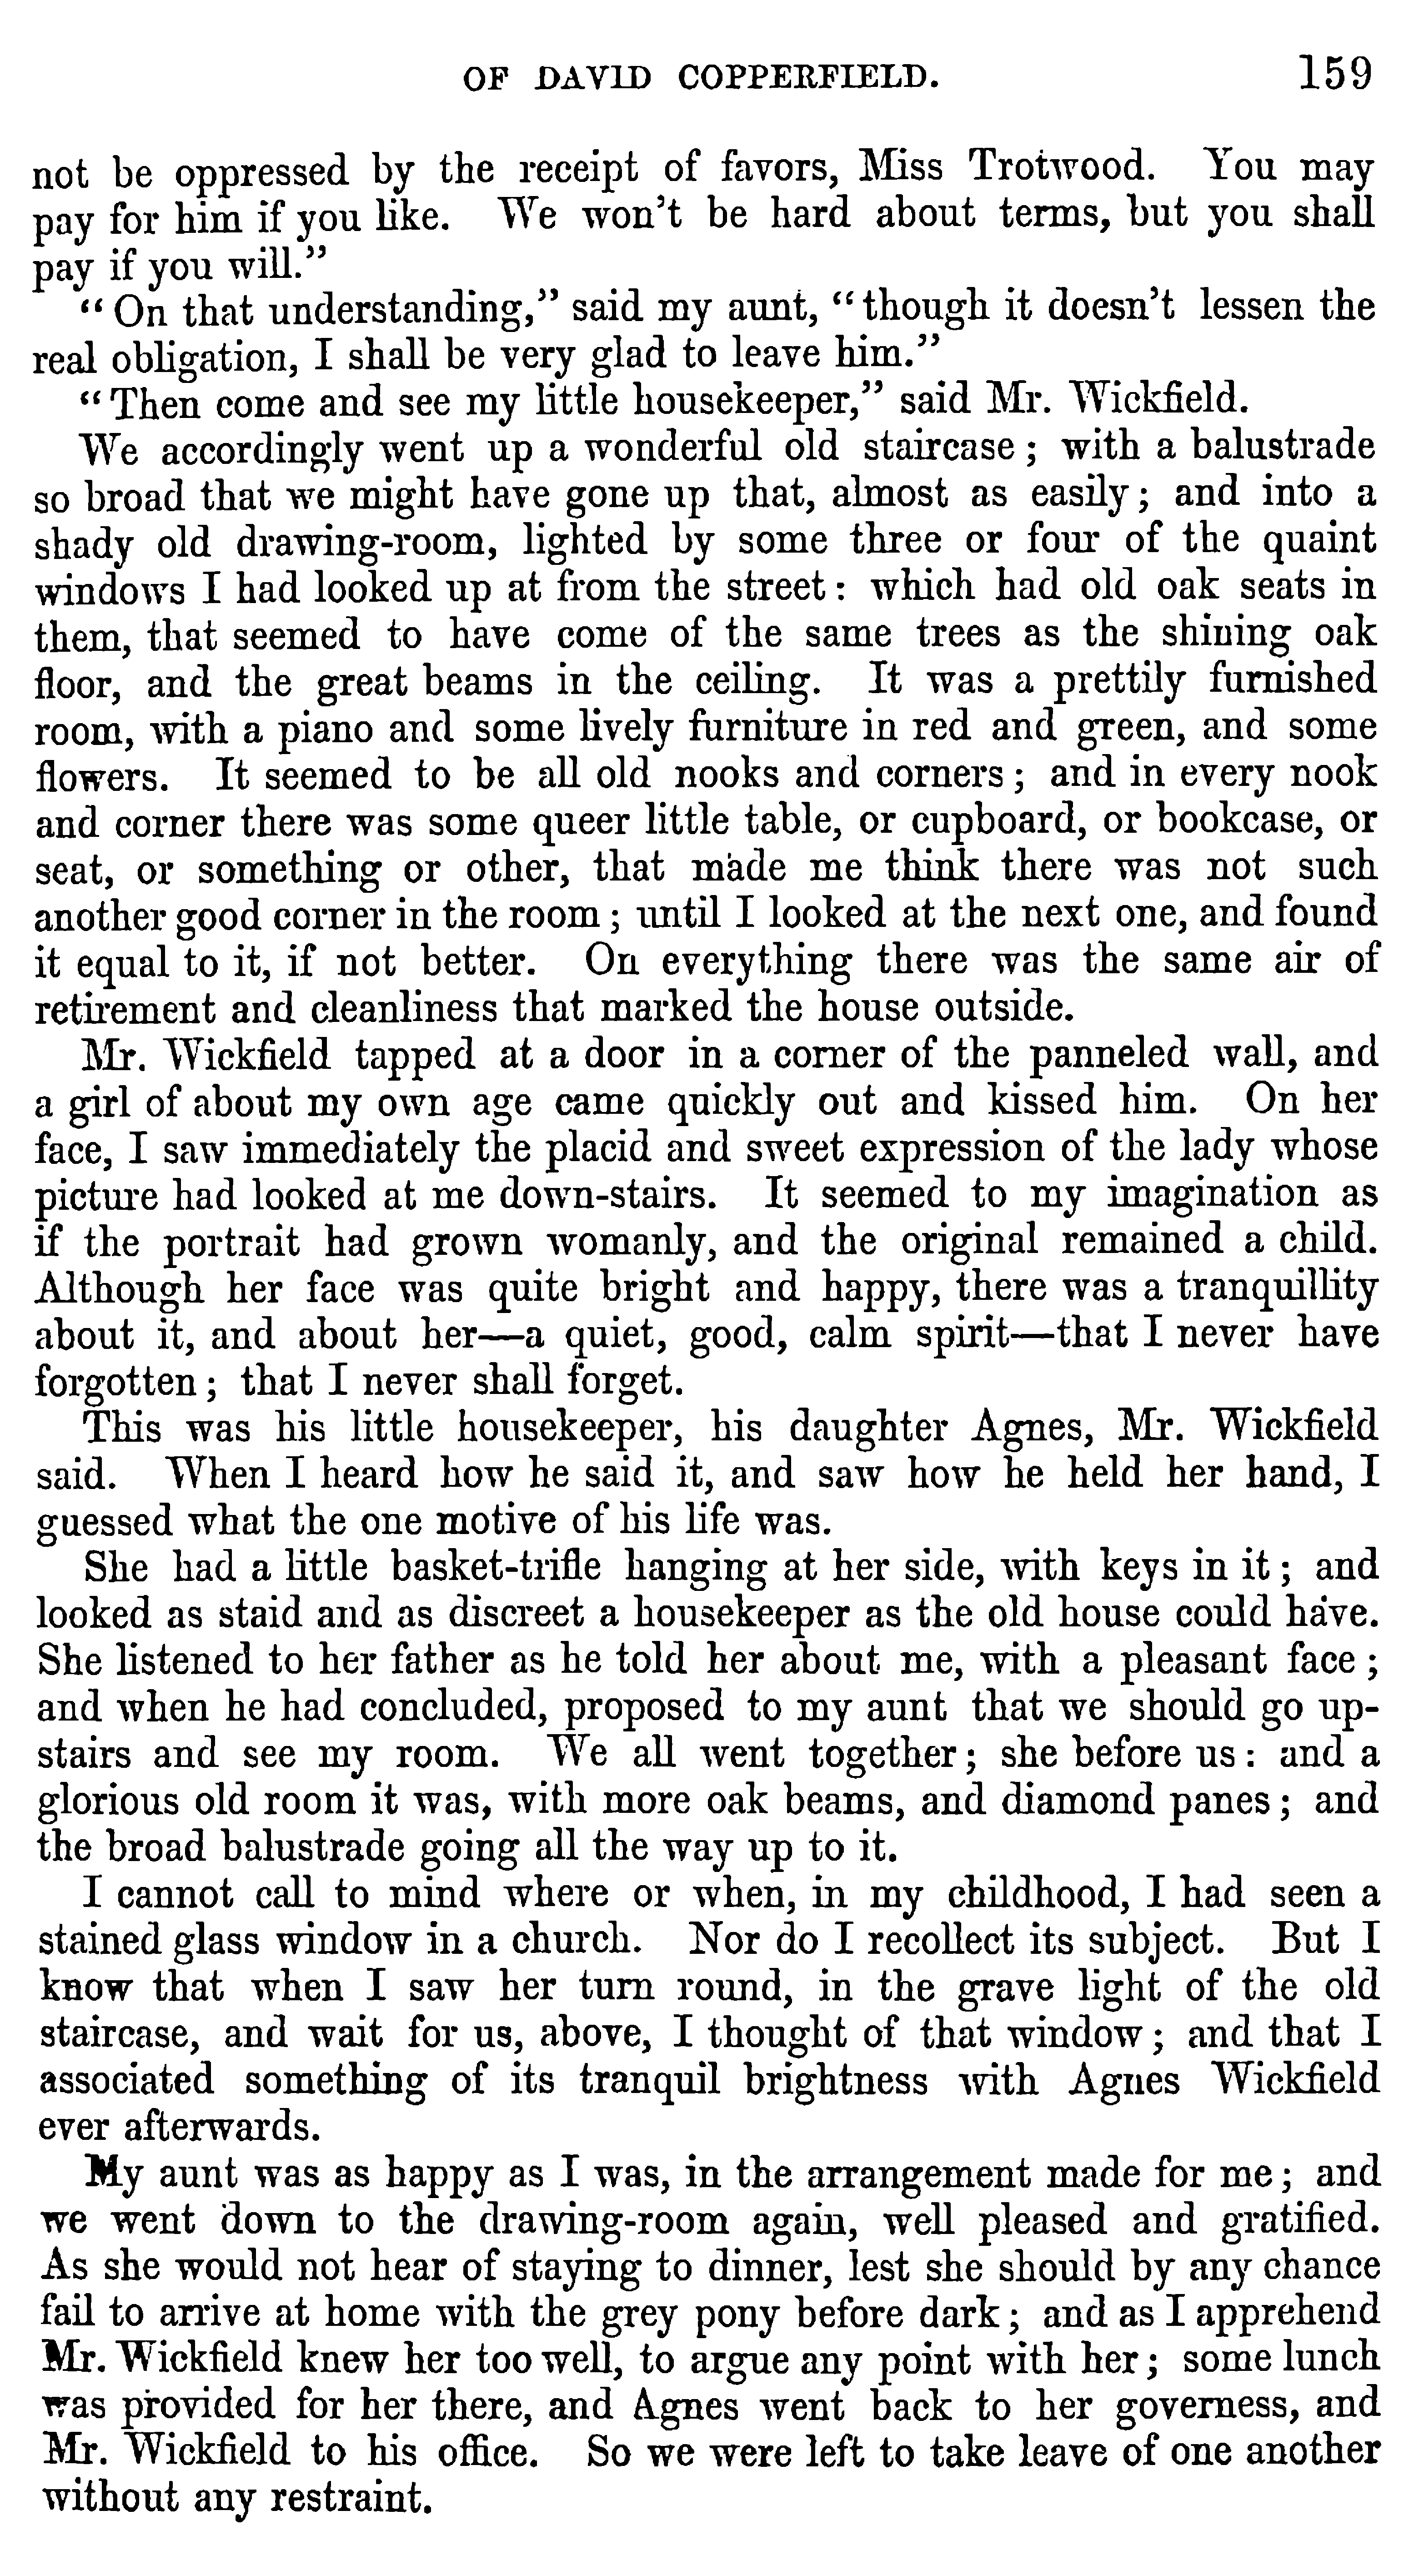 OF DAVID COPPERFIELD. 159
not be oppressed by the receipt of favors, Miss Trotwood. You may
pay for him if you like. We won't be hard about terms, but you shall
pay if you will."
"On that understanding," said my aunt, "though it doesn't lessen the
real obligation, I shall be very glad to leave him."
"Then come and see my little housekeeper," said Mr. Wickfield.
We accordingly went up a wonderful old staircase; with a balustrade
so broad that we might have gone up that, almost as easily; and into a
shady old drawing-room, lighted by some three or four of the quaint
windows I had looked up at from the street: which had old oak seats in
them, that seemed to have come of the same trees as the shining oak
floor, and the great beams in the ceiling. It was a prettily furnished
room, with a piano and some lively furniture in red and green, and some
flowers. It seemed to be all old nooks and corners; and in every nook
and corner there was some queer little table, or cupboard, or bookcase, or
seat, or something or other, that made me think there was not such
another good corner in the room; until I looked at the next one, and found
it equal to it, if not better. On everything there was the same air of
retirement and cleanliness that marked the house outside.
Mr. Wickfield tapped at a door in a corner of the panneled wall, and
a girl of about my own age came quickly out and kissed him. On her
face, I saw immediately the placid and sweet expression of the lady whose
picture had looked at me down-stairs. It seemed to my imagination as
if the portrait had grown womanly, and the original remained a child.
Although her face was quite bright and happy, there was a tranquillity
about it, and about her—a quiet, good, calm spirit—that I never have
forgotten; that I never shall forget.
This was his little housekeeper, his daughter Agnes, Mr. Wickfield
said. When I heard how he said it, and saw how he held her hand, I
guessed what the one motive of his life was.
She had a little basket-trifle hanging at her side, with keys in it; and
looked as staid and as discreet a housekeeper as the old house could have.
She listened to her father as he told her about me, with a pleasant face;
and when he had concluded, proposed to my aunt that we should go up-
stairs and see my room. We all went together; she before us: and a
glorious old room it was, with more oak beams, and diamond panes; and
the broad balustrade going all the way up to it.
I cannot call to mind where or when, in my childhood, I had seen a
stained glass window in a church. Nor do I recollect its subject. But I
know that when I saw her turn round, in the grave light of the old
staircase, and wait for us, above, I thought of that window; and that I
associated something of its tranquil brightness with Agnes Wickfield
ever afterwards.
My aunt was as happy as I was, in the arrangement made for me; and
we went down to the drawing-room again, well pleased and gratified.
As she would not hear of staying to dinner, lest she should by any chance
fail to arrive at home with the grey pony before dark; and as I apprehend
Mr. Wickfield knew her too well, to argue any point with her; some lunch
was provided for her there, and Agnes went back to her governess, and
Mr. Wickfield to his office. So we were left to take leave of one another
without any restraint.